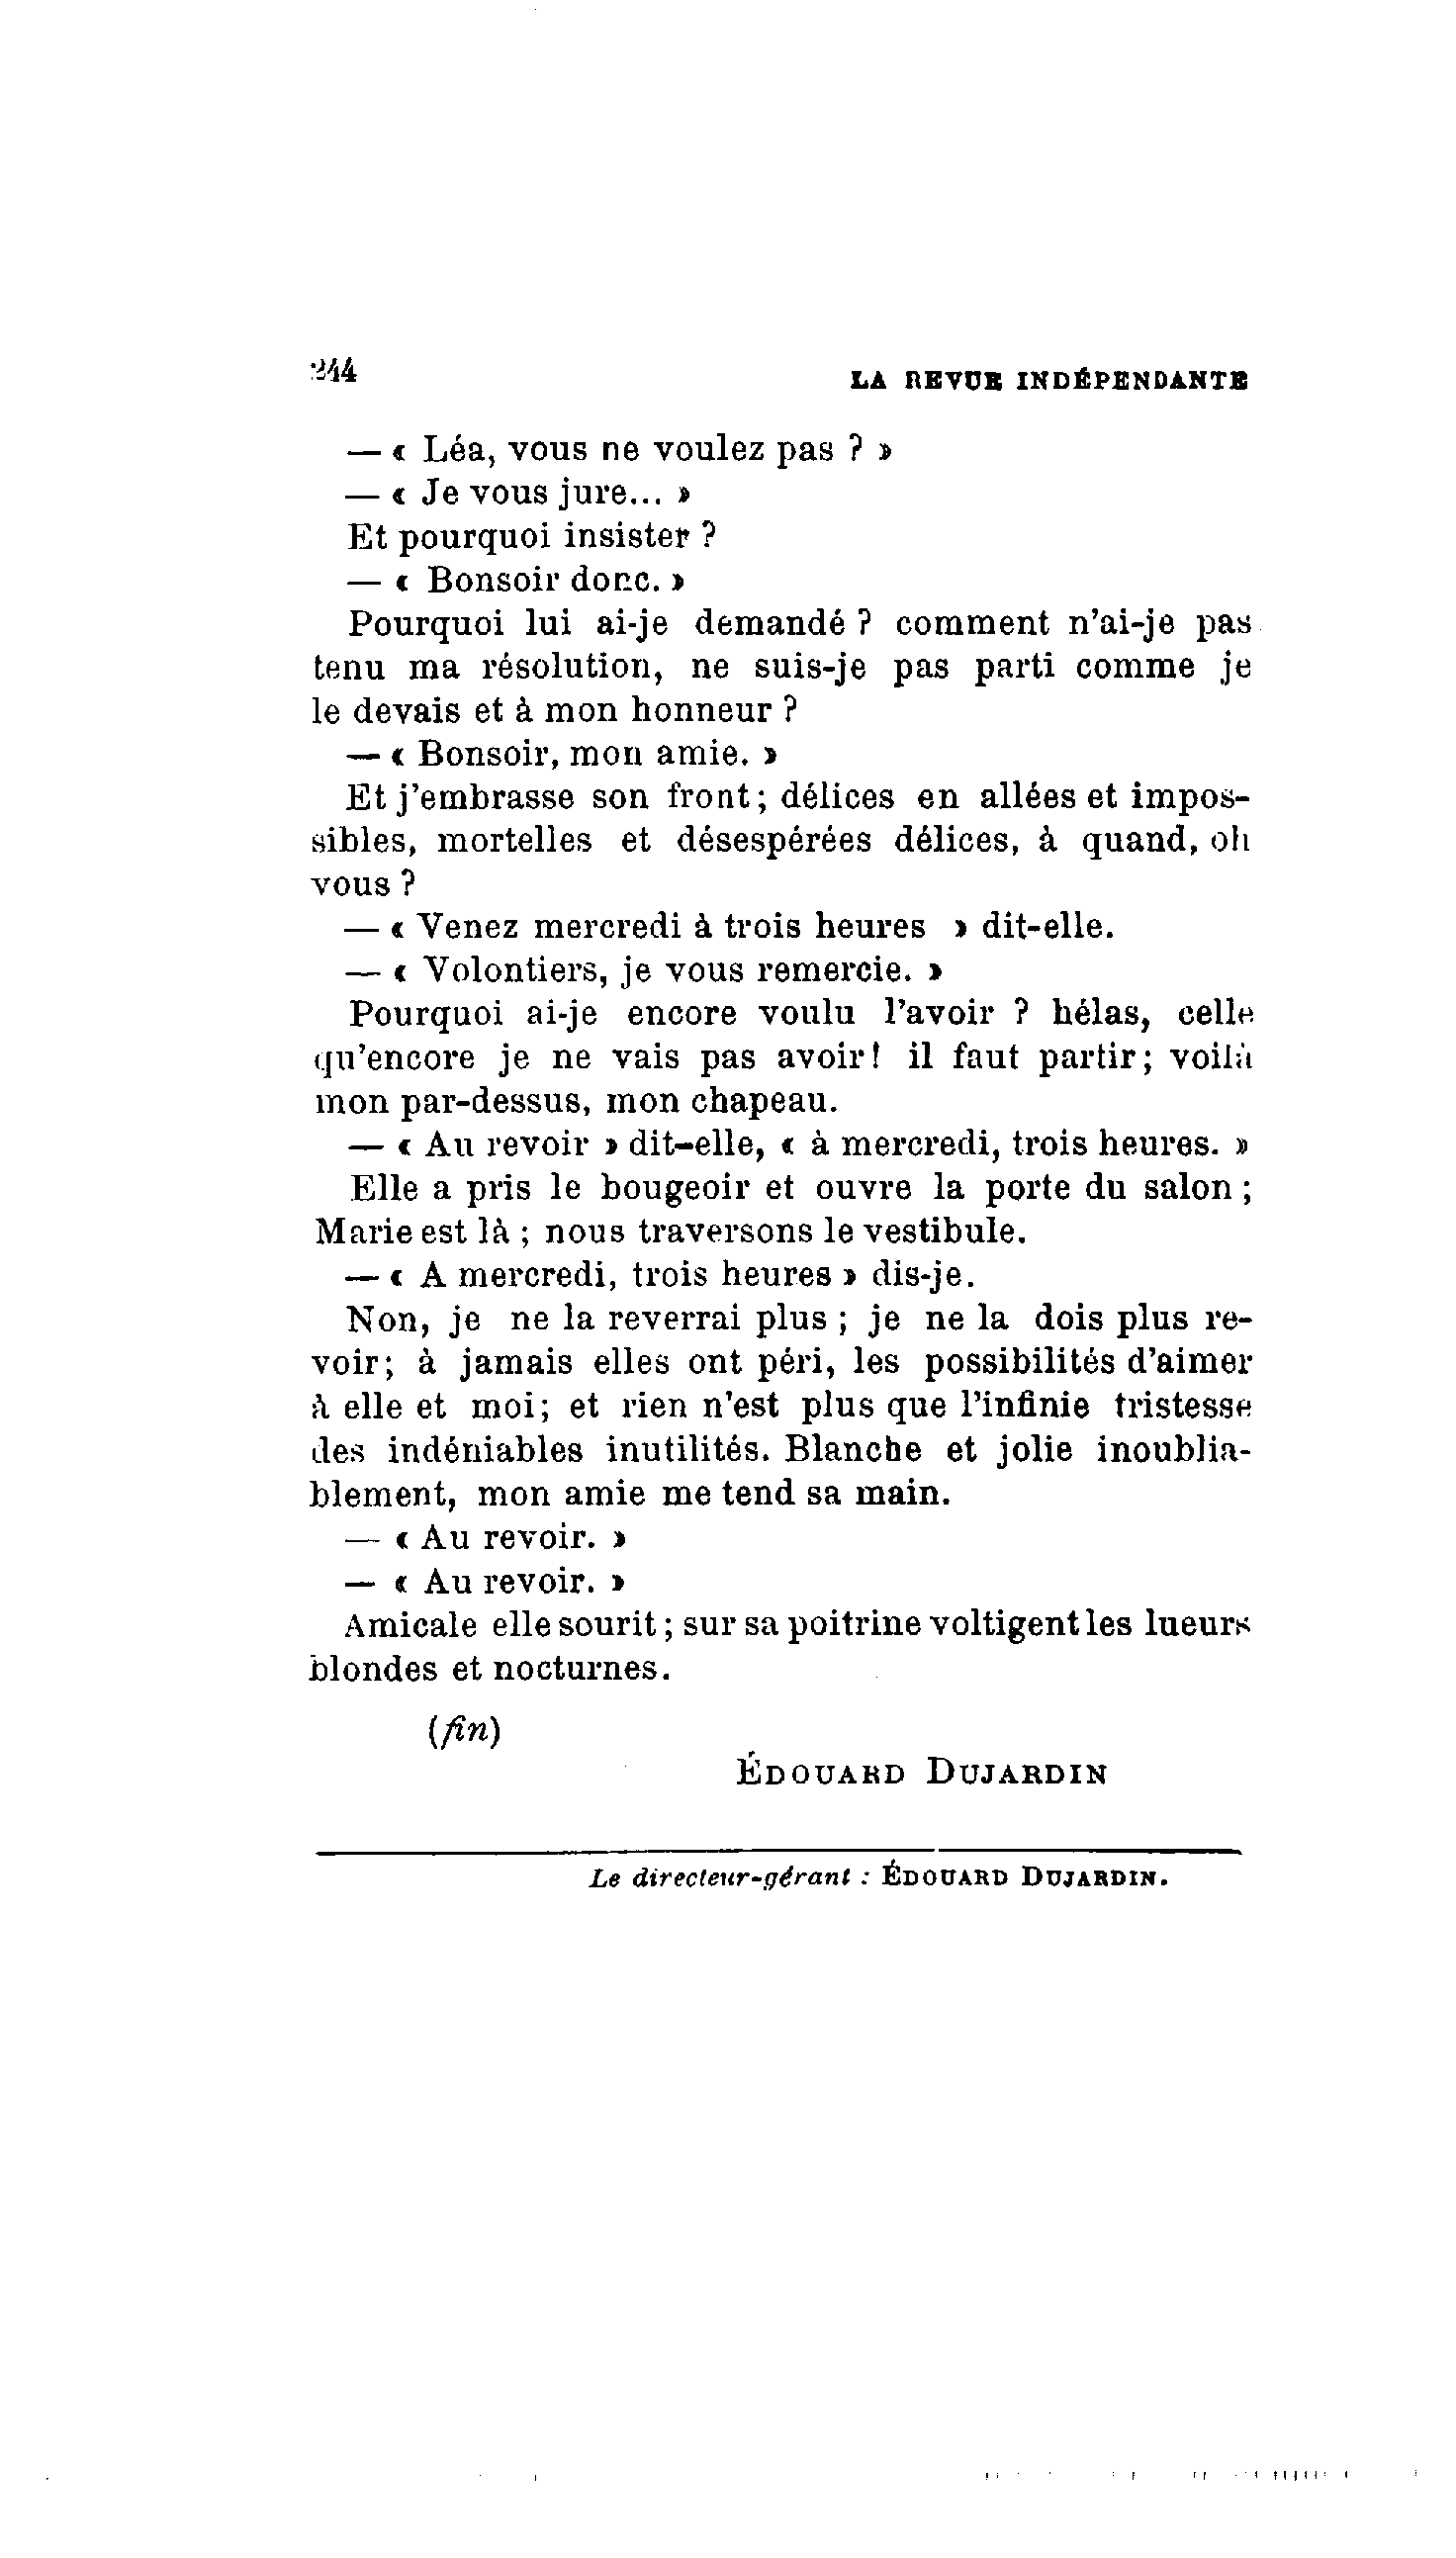 244
LA REVUE INDÉPENDANTE
— « Léa, vous ne voulez pas ? »
— « Je vous jure... »
Et pourquoi insister ?
— « Bonsoir donc. »
Pourquoi lui ai-je demandé ? comment n'ai-je pas
tenu ma résolution, ne suis-je pas parti comme je
le devais et à mon honneur ?
— « Bonsoir, mon amie. »
Et j'embrasse son front ; délices en allées et impos-
sibles, mortelles et désespérées délices, à quand, oh
vous ?
— « Venez mercredi à trois heures » dit-elle.
— « Volontiers, je vous remercie. »
Pourquoi ai-je encore voulu l'avoir ? hélas, celle
qu'encore je ne vais pas avoir ! il faut partir ; voilà
mon par-dessus, mon chapeau.
— « Au revoir » dit-elle, « à mercredi, trois heures. »
Elle a pris le bougeoir et ouvre la porte du salon ;
Marie est là ; nous traversons le vestibule.
— « A mercredi, trois heures » dis-je.
Non, je ne la reverrai plus ; je ne la dois plus re-
voir ; à jamais elles ont péri, les possibilités d'aimer
à elle et moi ; et rien n'est plus que l'infinie tristesse
des indéniables inutilités. Blanche et jolie inoublia-
blement, mon amie me tend sa main.
— « Au revoir. »
— « Au revoir. »
Amicale elle sourit ; sur sa poitrine voltigent les lueurs
blondes et nocturnes.
(fin)
ÉDOUARD DUJARDIN
Le directeur-gérant : ÉDOUARD DUJARDIN.